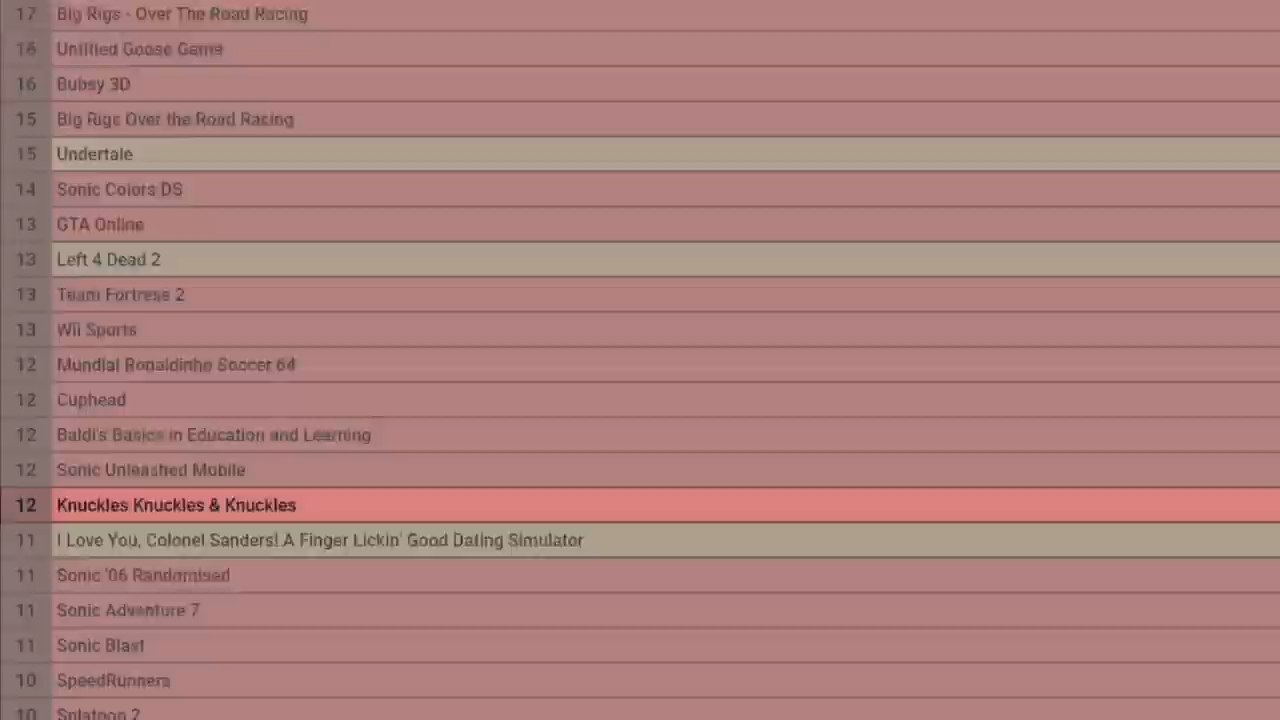 17 Big Rigs - Over The Road Racing
16 Untitled Goose Game
16 Bubsy 3D
15 Big Rigs Over the Road Racing
15 Undertale
14 Sonic Colors DS
13 GTA Online
13 Left 4 Dead 2
13 Team Fortress 2
13 Wii Sports
12 Mundial Ronaldinho Soccer 64
12 Cuphead
12 Baldi's Basics in Education and Learning
12 Sonic Unleashed Mobile
12 Knuckles Knuckles & Knuckles
11 I Love You, Colonel Sanders! A Finger Lickin' Good Dating Simulator
11 Sonic '06 Randomised
11 Sonic Adventure 7
11 Sonic Blast
10 SpeedRunners
10 Splatoon 2